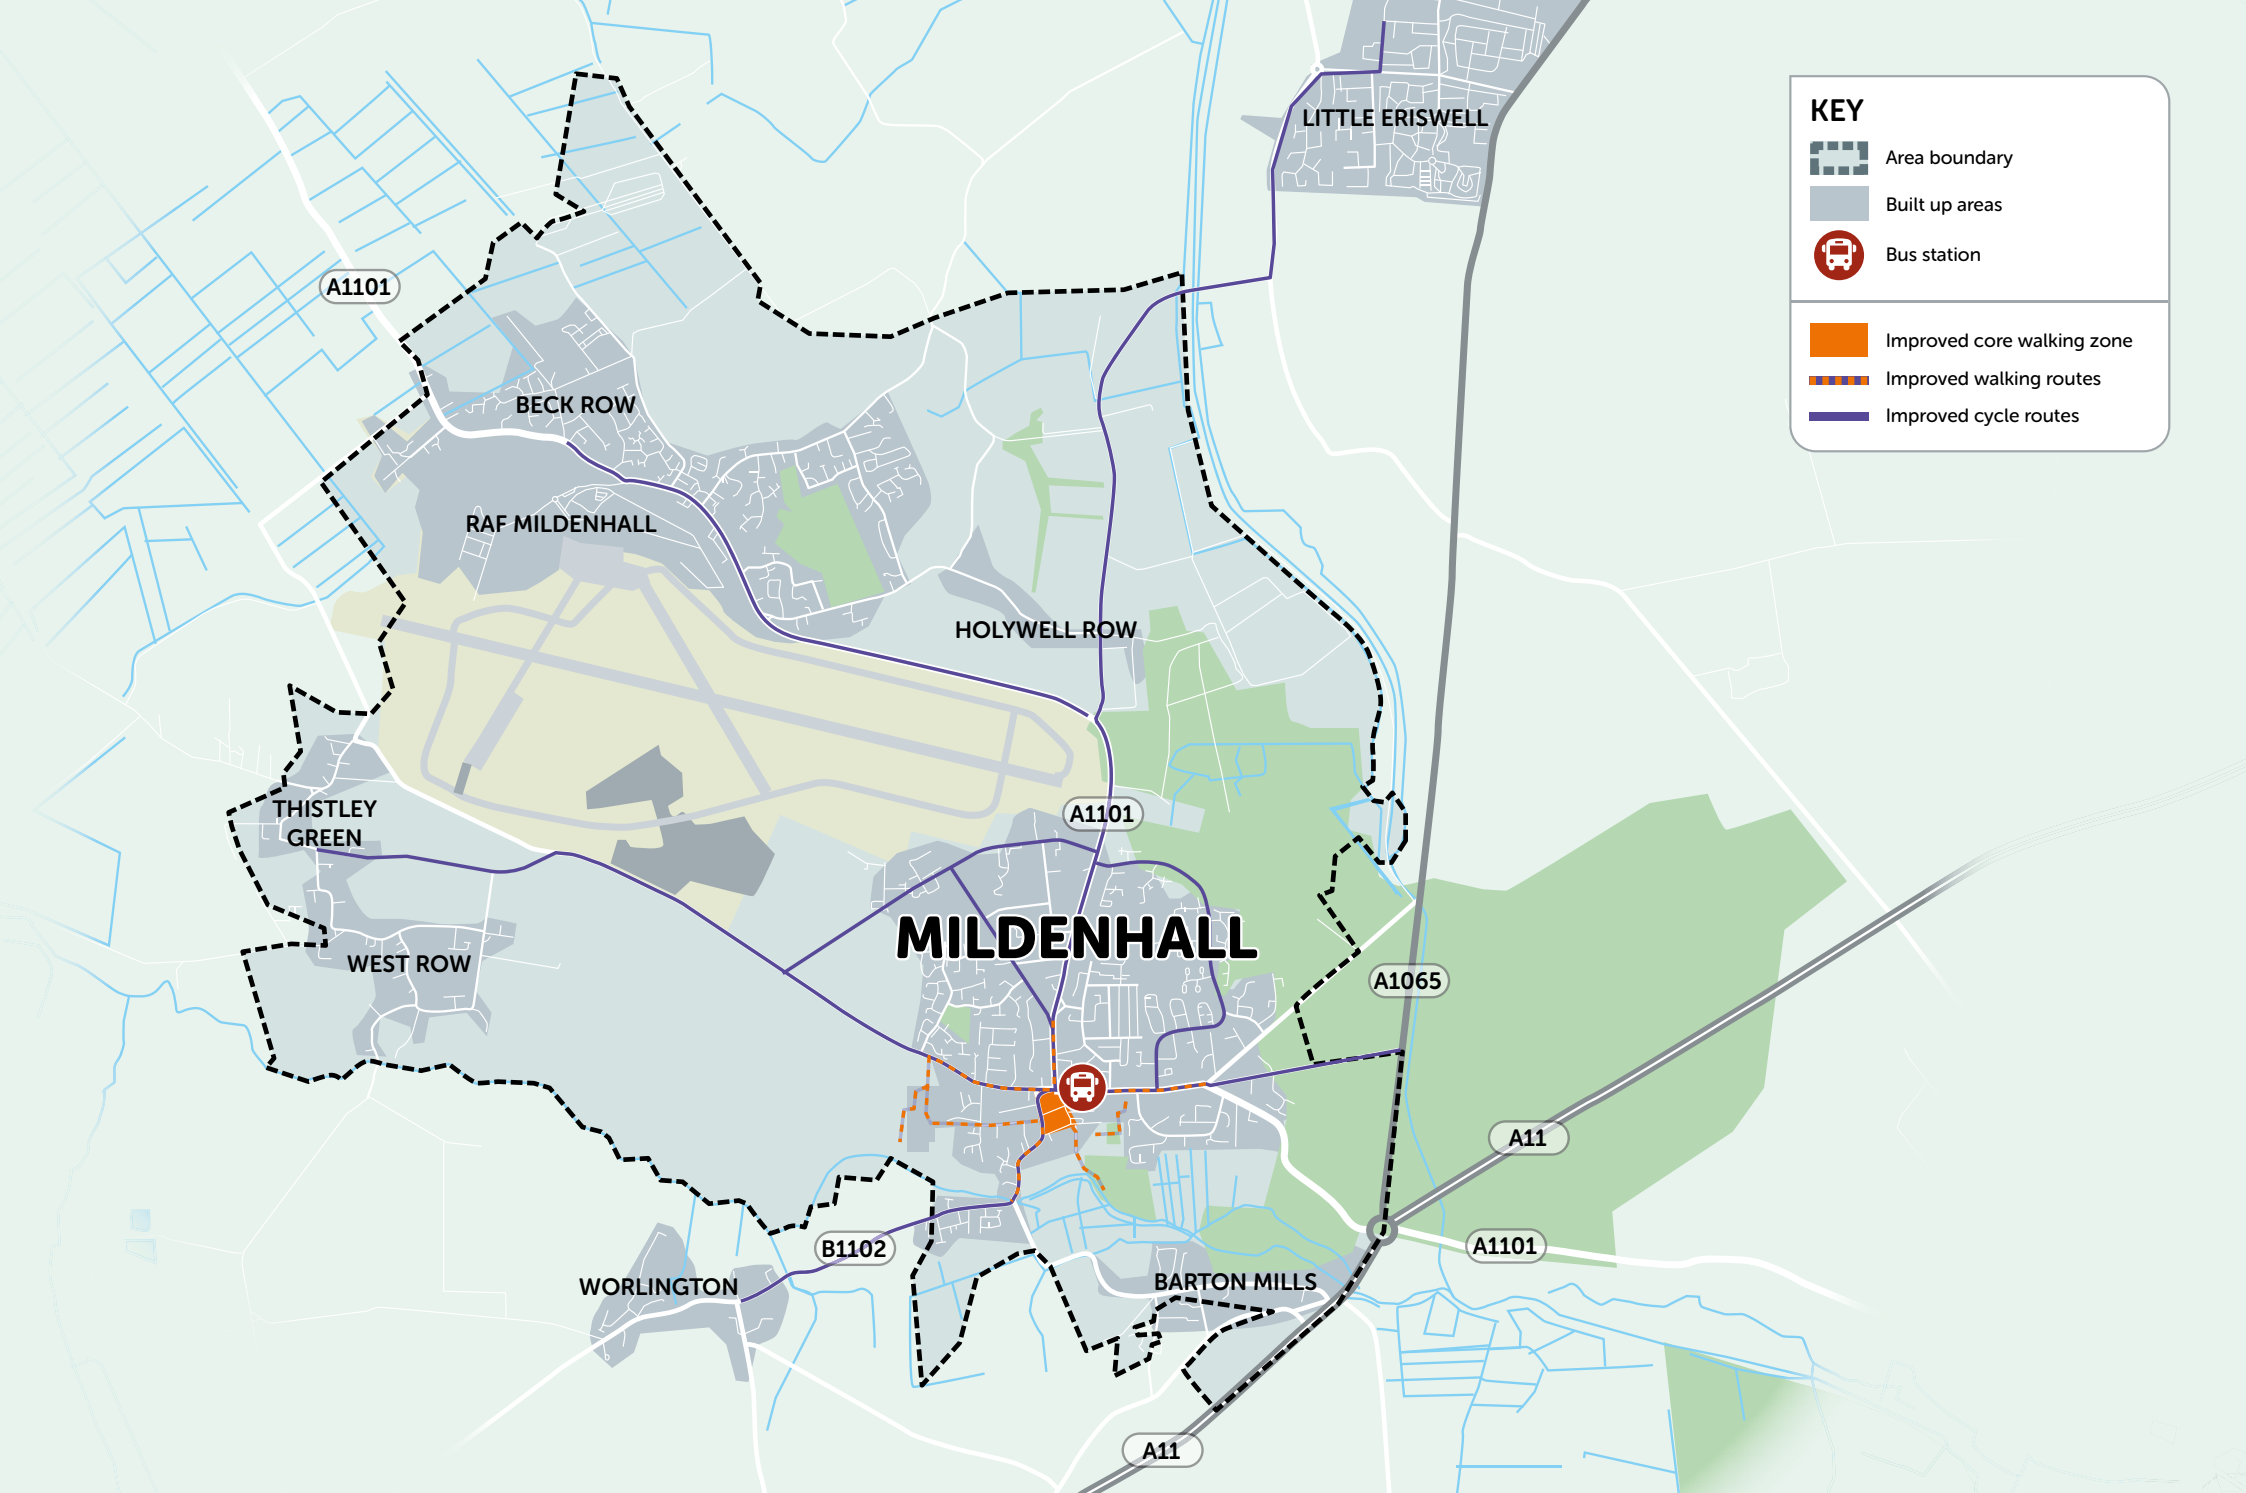 LITTLE ERISWELL
KEY
Area boundary
Built up areas
Bus station
Improved core walking zone
Improved walking routes
Improved cycle routes
A1101
BECK ROW
RAF MILDENHALL
HOLYWELL ROW
THISTLEY
GREEN
A1101
MILDENHALL
WEST ROW
A1065
A11
B1102
A1101
WORLINGTON
BARTON MILLS
A11